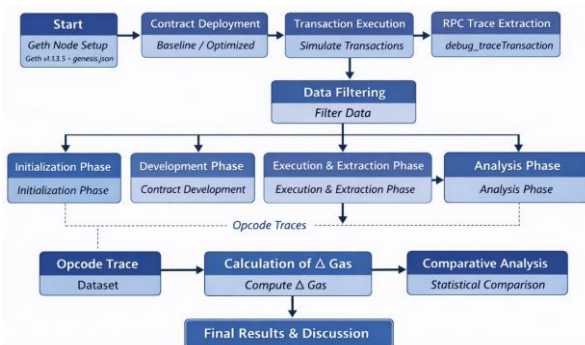 Start
Geth Node Setup
Geth v1.13.5 – genesis.json
Contract Deployment
Baseline / Optimized
Transaction Execution
Simulate Transactions
RPC Trace Extraction
debug_traceTransaction
Data Filtering
Filter Data
Initialization Phase
Initialization Phase
Development Phase
Contract Development
Execution & Extraction Phase
Execution & Extraction Phase
Analysis Phase
Analysis Phase
Opcode Traces
Opcode Trace
Dataset
Calculation of Δ Gas
Compute Δ Gas
Comparative Analysis
Statistical Comparison
Final Results & Discussion